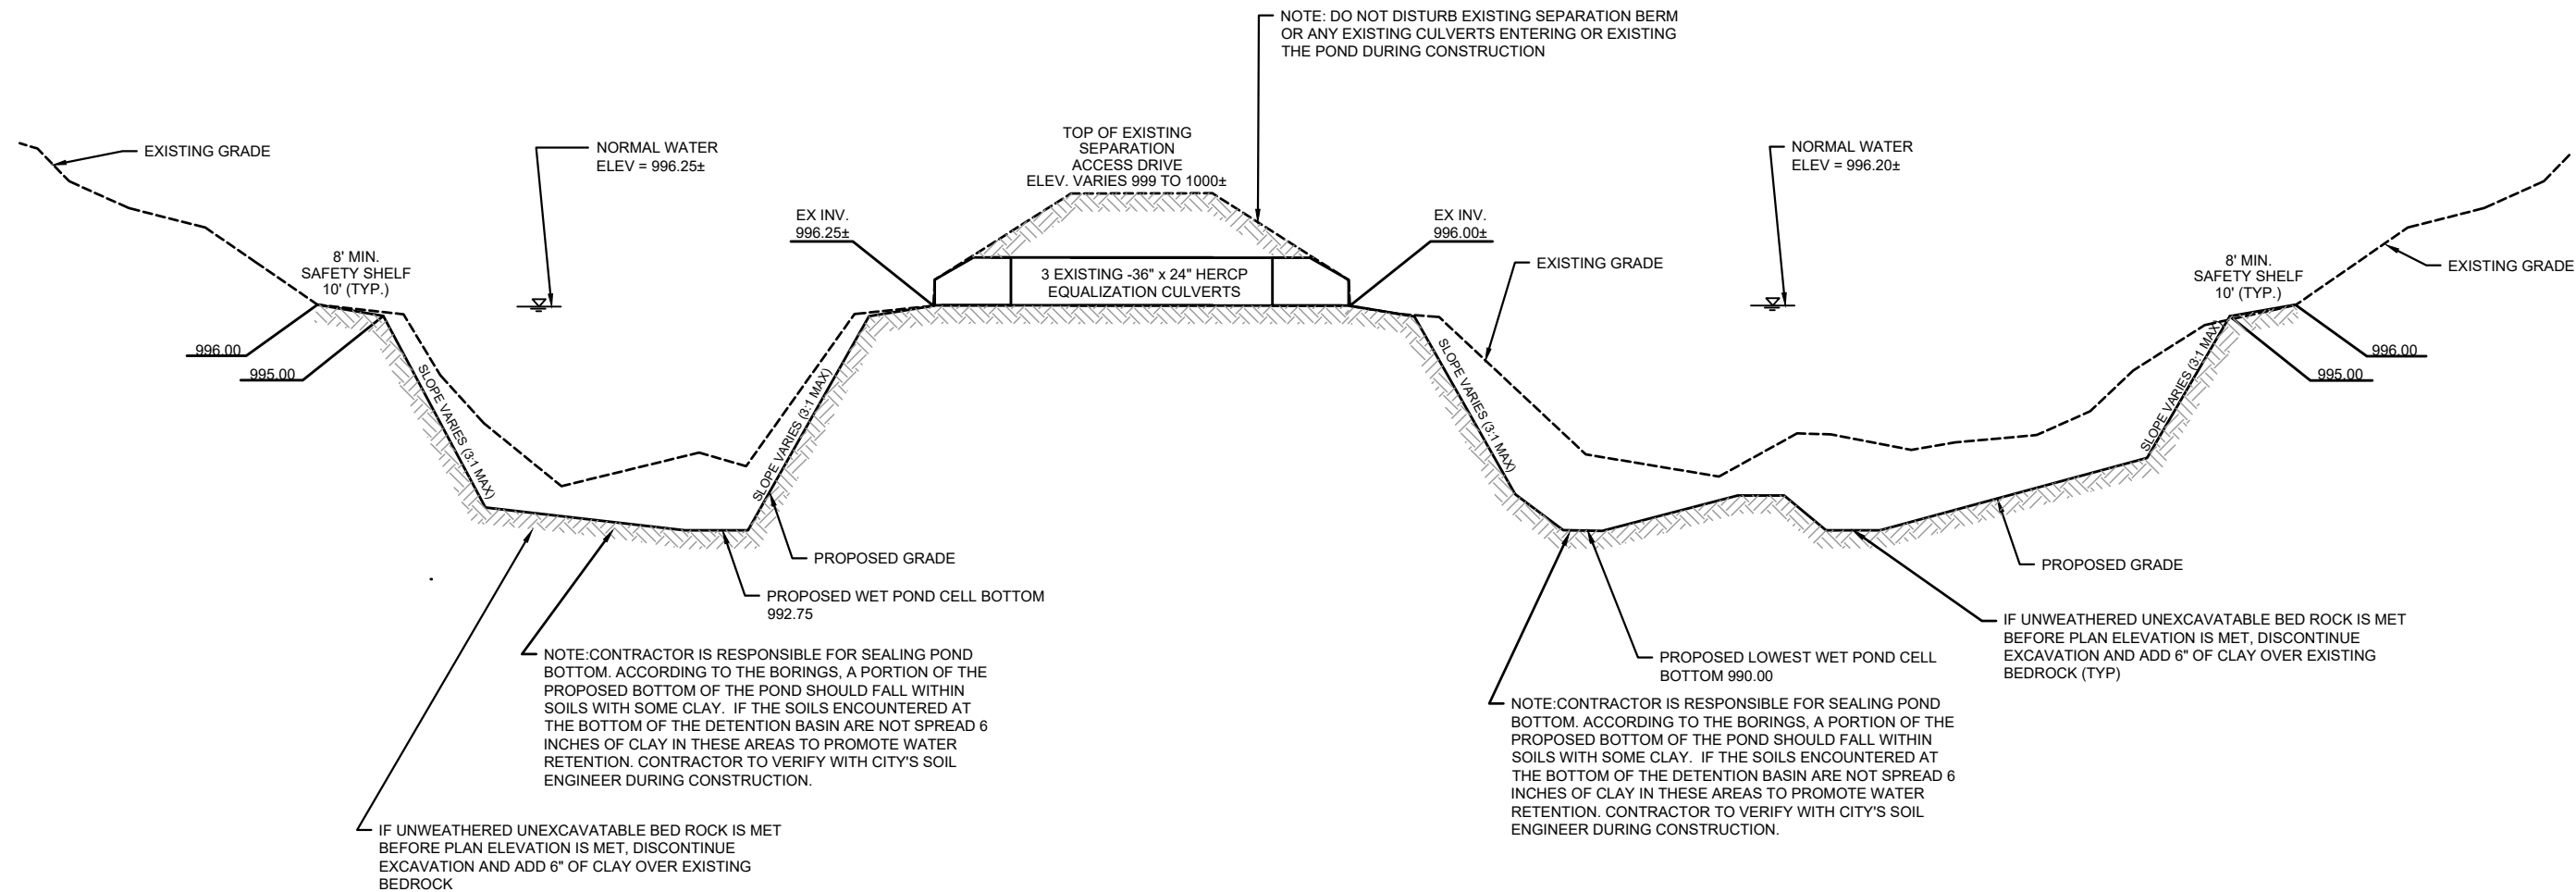 NOTE: DO NOT DISTURB EXISTING SEPARATION BERM
OR ANY EXISTING CULVERTS ENTERING OR EXISTING
THE POND DURING CONSTRUCTION
EXISTING GRADE
NORMAL WATER
ELEV = 996.25±
TOP OF EXISTING
SEPARATION
ACCESS DRIVE
ELEV. VARIES 999 TO 1000±
NORMAL WATER
ELEV = 996.20±
EX INV.
996.25±
EX INV.
996.00±
8' MIN.
SAFETY SHELF
10' (TYP.)
3 EXISTING -36" x 24" HERCP
EQUALIZATION CULVERTS
EXISTING GRADE
8' MIN.
SAFETY SHELF
10' (TYP.)
EXISTING GRADE
996.00
995.00
SLOPE VARIES (3:1 MAX)
SLOPE VARIES (3:1 MAX)
SLOPE VARIES (3:1 MAX)
SLOPE VARIES (3:1 MAX)
996.00
995.00
PROPOSED GRADE
PROPOSED WET POND CELL BOTTOM
992.75
NOTE:CONTRACTOR IS RESPONSIBLE FOR SEALING POND
BOTTOM. ACCORDING TO THE BORINGS, A PORTION OF THE
PROPOSED BOTTOM OF THE POND SHOULD FALL WITHIN
SOILS WITH SOME CLAY. IF THE SOILS ENCOUNTERED AT
THE BOTTOM OF THE DETENTION BASIN ARE NOT SPREAD 6
INCHES OF CLAY IN THESE AREAS TO PROMOTE WATER
RETENTION. CONTRACTOR TO VERIFY WITH CITY'S SOIL
ENGINEER DURING CONSTRUCTION.
IF UNWEATHERED UNEXCAVATABLE BED ROCK IS MET
BEFORE PLAN ELEVATION IS MET, DISCONTINUE
EXCAVATION AND ADD 6" OF CLAY OVER EXISTING
BEDROCK
PROPOSED GRADE
IF UNWEATHERED UNEXCAVATABLE BED ROCK IS MET
BEFORE PLAN ELEVATION IS MET, DISCONTINUE
EXCAVATION AND ADD 6" OF CLAY OVER EXISTING
BEDROCK (TYP)
PROPOSED LOWEST WET POND CELL
BOTTOM 990.00
NOTE:CONTRACTOR IS RESPONSIBLE FOR SEALING POND
BOTTOM. ACCORDING TO THE BORINGS, A PORTION OF THE
PROPOSED BOTTOM OF THE POND SHOULD FALL WITHIN
SOILS WITH SOME CLAY. IF THE SOILS ENCOUNTERED AT
THE BOTTOM OF THE DETENTION BASIN ARE NOT SPREAD 6
INCHES OF CLAY IN THESE AREAS TO PROMOTE WATER
RETENTION. CONTRACTOR TO VERIFY WITH CITY'S SOIL
ENGINEER DURING CONSTRUCTION.